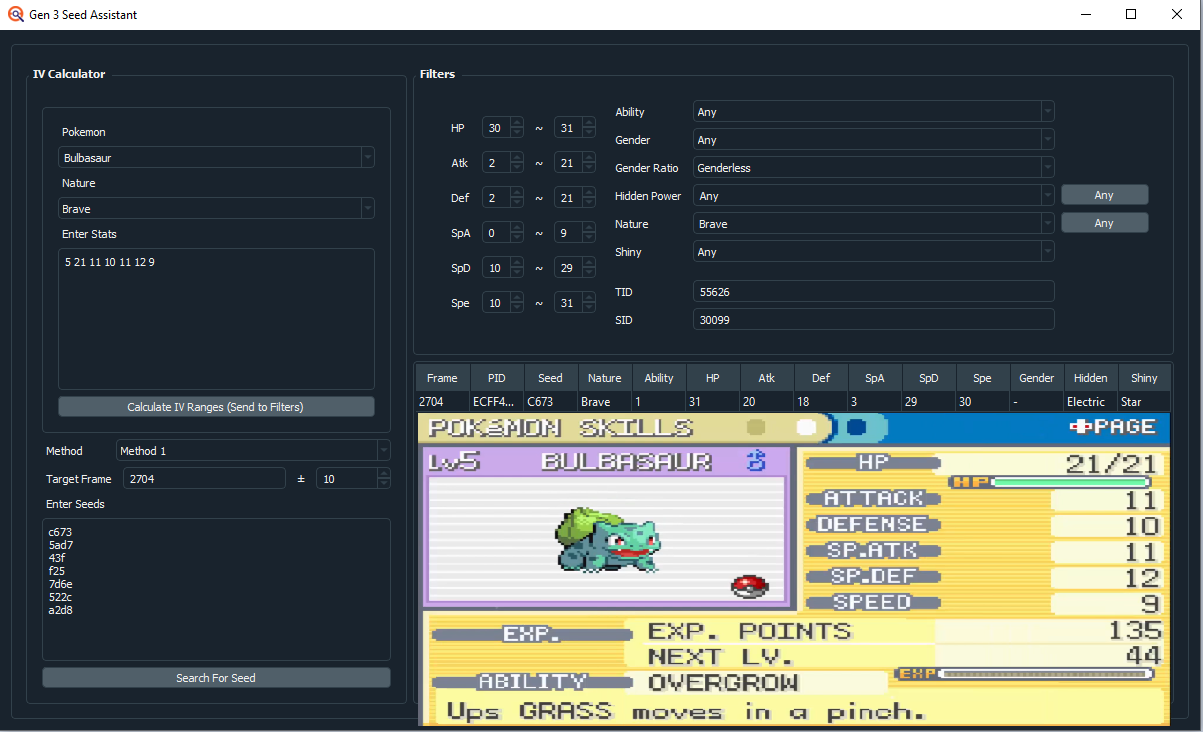 Gen 3 Seed Assistant
IV Calculator
Pokemon
Bulbasaur
Nature
Brave
Enter Stats
5 21 11 10 11 12 9
Calculate IV Ranges (Send to Filters)
Method Method 1
Target Frame 2704 ± 10
Enter Seeds
c673
5ad7
43f
f25
7d6e
522c
a2d8
Search For Seed
Filters
HP 30 ~ 31
Atk 2 ~ 21
Def 2 ~ 21
SpA 0 ~ 9
SpD 10 ~ 29
Spe 10 ~ 31
Ability Any
Gender Any
Gender Ratio Genderless
Hidden Power Any Any
Nature Brave Any
Shiny Any
TID 55626
SID 30099
Frame PID Seed Nature Ability HP Atk Def SpA SpD Spe Gender Hidden Shiny
2704 ECFF4... C673 Brave 1 31 20 18 3 29 30 - Electric Star
POKéMON SKILLS PAGE
Lv5 BULBASAUR ♂
HP 21/21
HP
ATTACK 11
DEFENSE 10
SP.ATK 11
SP.DEF 12
SPEED 9
EXP. EXP. POINTS 135
NEXT LV. 44
EXP
ABILITY OVERGROW
Ups GRASS moves in a pinch.